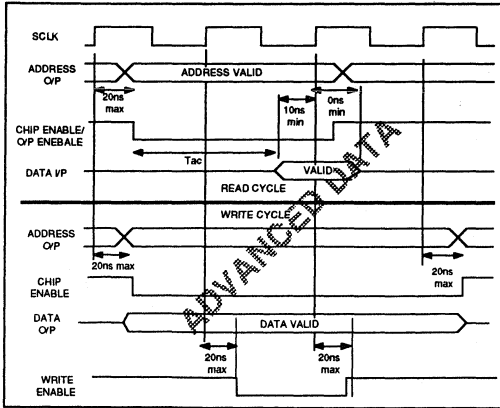 SCLK
ADDRESS O/P
ADDRESS VALID
20ns max
10ns min
0ns min
CHIP ENABLE/ O/P ENEBALE
Tac
DATA I/P
VALID
READ CYCLE
WRITE CYCLE
ADDRESS O/P
20ns max
20ns max
CHIP ENABLE
DATA O/P
DATA VALID
20ns max
20ns max
WRITE ENABLE
ADVANCED DATA